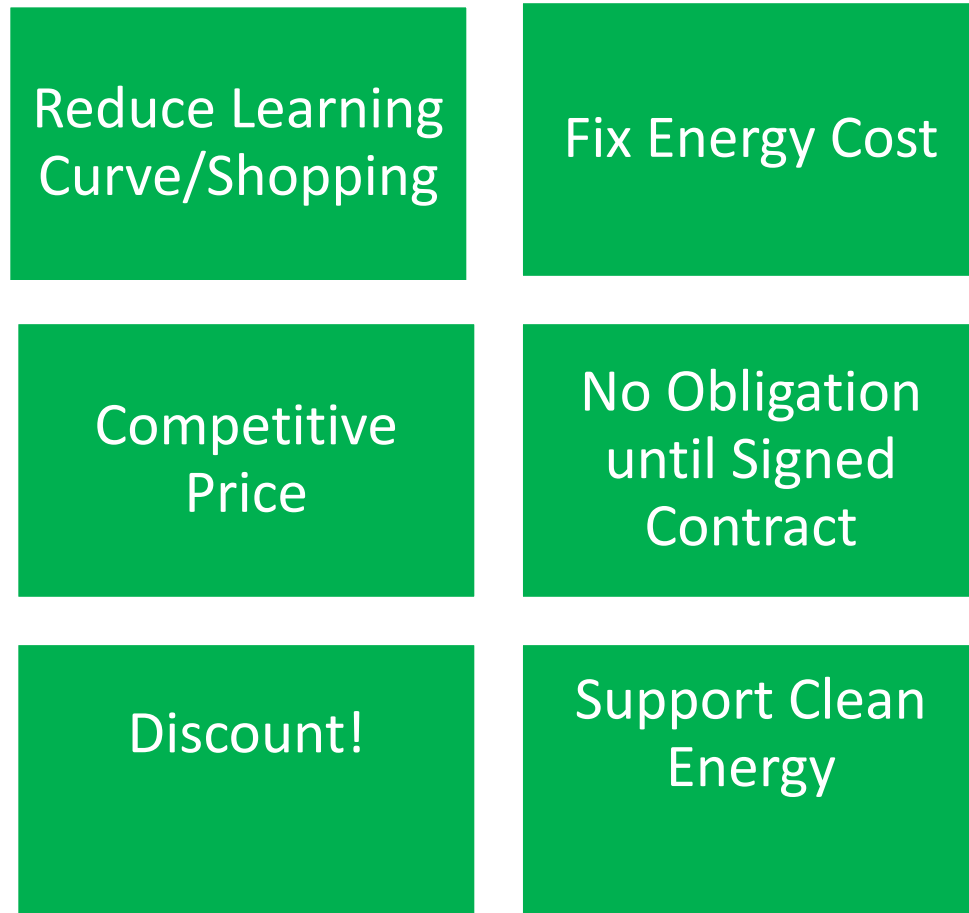 Reduce Learning
Curve/Shopping
Fix Energy Cost
Competitive
Price
No Obligation
until Signed
Contract
Discount!
Support Clean
Energy